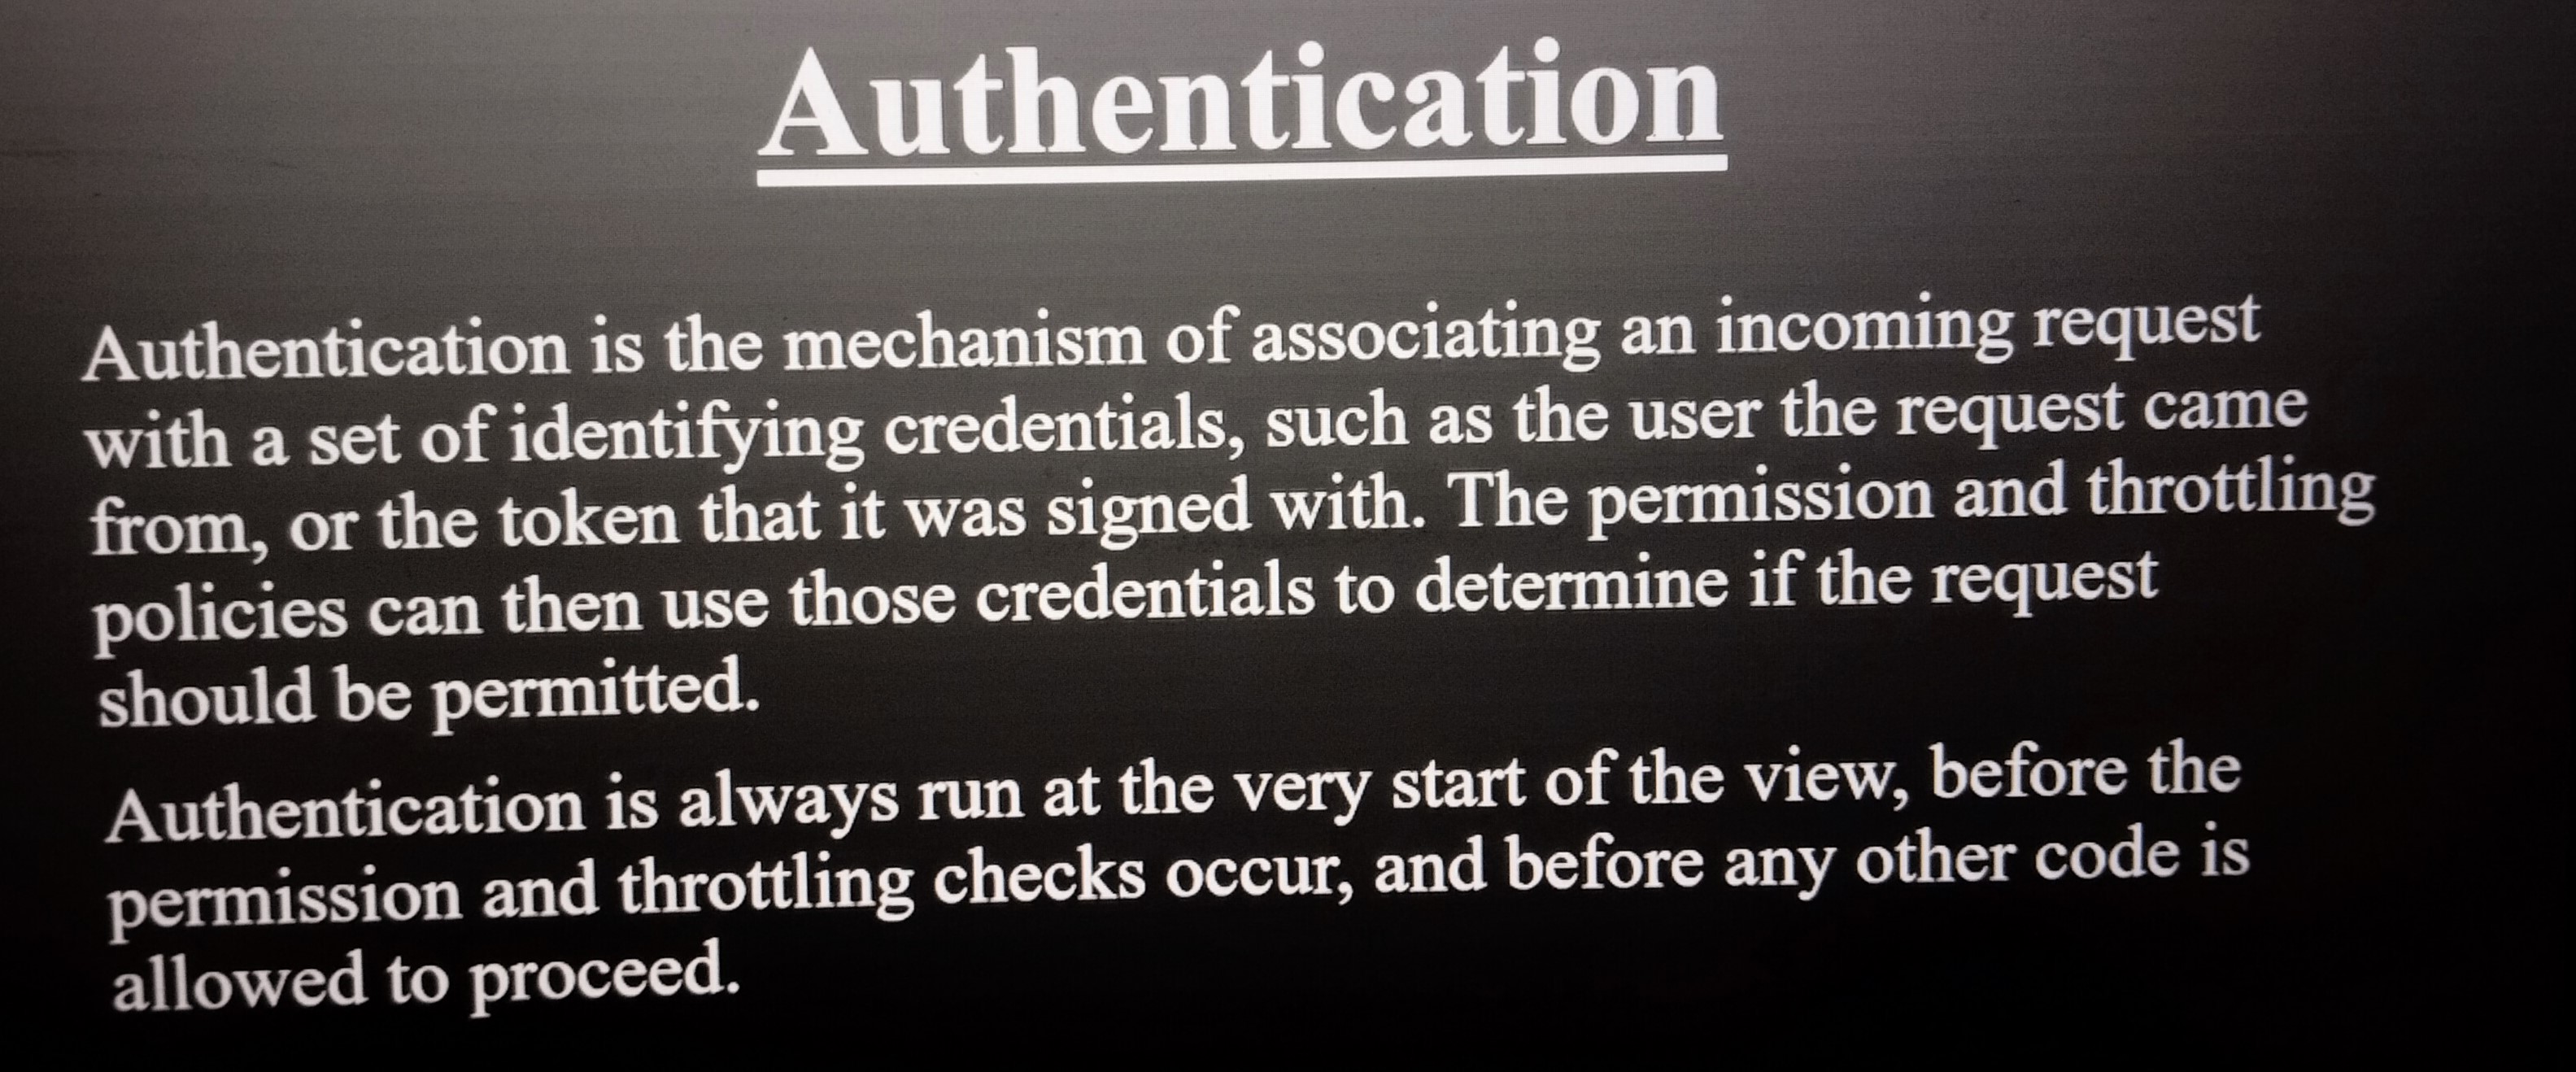 Authentication
Authentication is the mechanism of associating an incoming request
with a set of identifying credentials, such as the user the request came
from, or the token that it was signed with. The permission and throttling
policies can then use those credentials to determine if the request
should be permitted.
Authentication is always run at the very start of the view, before the
permission and throttling checks occur, and before any other code is
allowed to proceed.